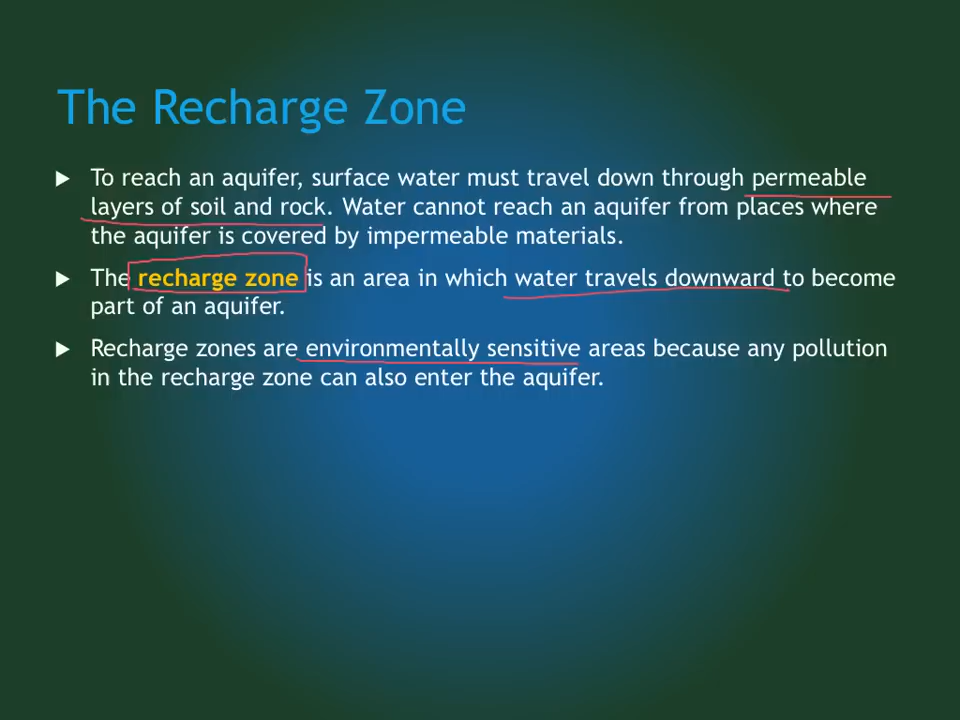 The Recharge Zone
To reach an aquifer, surface water must travel down through permeable
layers of soil and rock. Water cannot reach an aquifer from places where
the aquifer is covered by impermeable materials.
The recharge zone is an area in which water travels downward to become
part of an aquifer.
Recharge zones are environmentally sensitive areas because any pollution
in the recharge zone can also enter the aquifer.